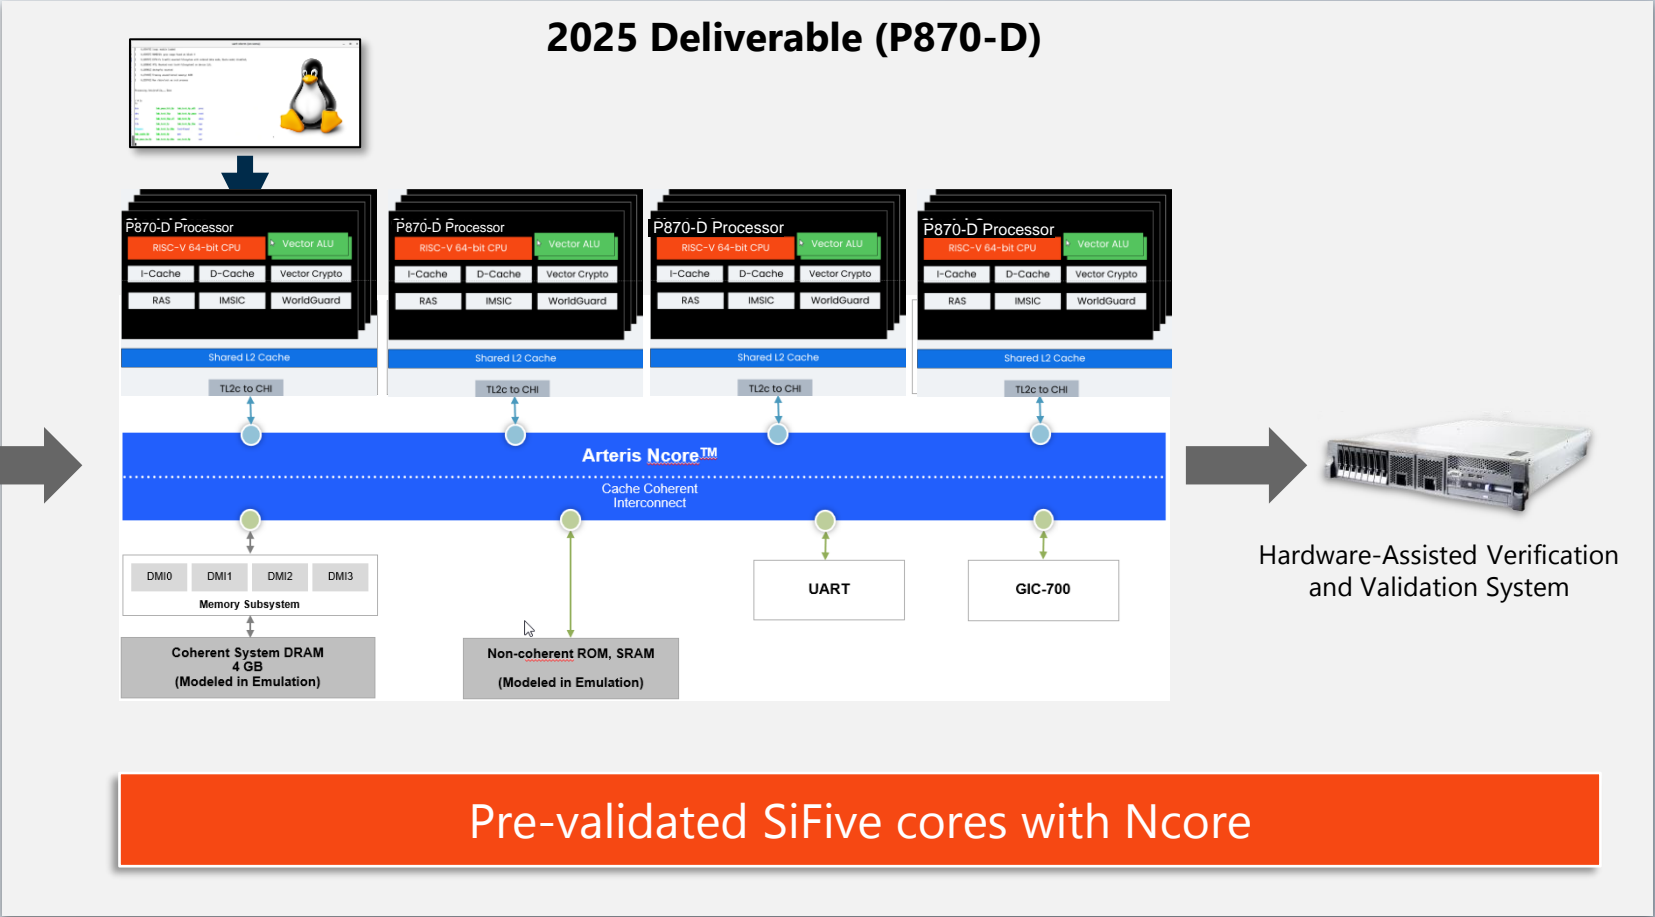 2025 Deliverable (P870-D)
P870-D Processor
RISC-V 64-bit CPU
Vector ALU
I-Cache
D-Cache
Vector Crypto
RAS
IMSIC
WorldGuard
Shared L2 Cache
TL2c to CHI
P870-D Processor
RISC-V 64-bit CPU
Vector ALU
I-Cache
D-Cache
Vector Crypto
RAS
IMSIC
WorldGuard
Shared L2 Cache
TL2c to CHI
P870-D Processor
RISC-V 64-bit CPU
Vector ALU
I-Cache
D-Cache
Vector Crypto
RAS
IMSIC
WorldGuard
Shared L2 Cache
TL2c to CHI
P870-D Processor
RISC-V 64-bit CPU
Vector ALU
I-Cache
D-Cache
Vector Crypto
RAS
IMSIC
WorldGuard
Shared L2 Cache
TL2c to CHI
Arteris Ncore™
Cache Coherent
Interconnect
DMI0
DMI1
DMI2
DMI3
Memory Subsystem
Coherent System DRAM
4 GB
(Modeled in Emulation)
Non-coherent ROM, SRAM
(Modeled in Emulation)
UART
GIC-700
Hardware-Assisted Verification
and Validation System
Pre-validated SiFive cores with Ncore